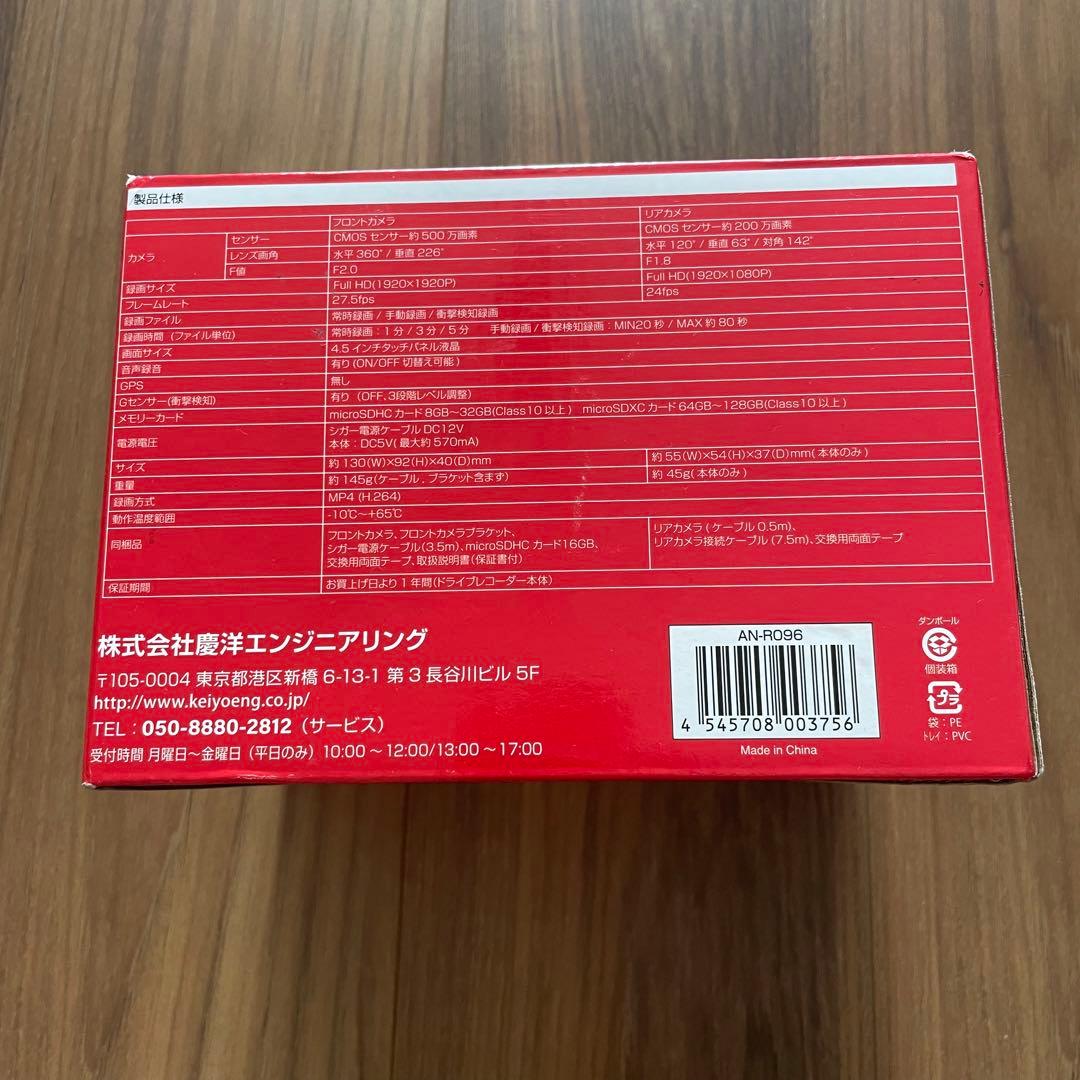 製品仕様
フロントカメラ リアカメラ
カメラ センサー CMOS センサー約 500 万画素 CMOS センサー約 200 万画素
レンズ画角 水平 360° / 垂直 226° 水平 120° / 垂直 63° / 対角 142°
F値 F2.0 F1.8
録画サイズ Full HD(1920×1920P) Full HD(1920×1080P)
フレームレート 27.5fps 24fps
録画ファイル 常時録画 / 手動録画 / 衝撃検知録画
録画時間(ファイル単位) 常時録画:1分/3分/5分 手動録画/衝撃検知録画:MIN20秒/MAX約80秒
画面サイズ 4.5 インチタッチパネル液晶
音声録音 有り(ON/OFF 切替え可能)
GPS 無し
Gセンサー(衝撃検知) 有り(OFF、3段階レベル調整)
メモリーカード microSDHC カード 8GB〜32GB(Class10 以上) microSDXC カード 64GB〜128GB(Class10 以上)
電源電圧 シガー電源ケーブル DC12V
本体:DC5V(最大約 570mA)
サイズ 約 130(W)×92(H)×40(D)mm 約 55(W)×54(H)×37(D)mm(本体のみ)
重量 約 145g(ケーブル、ブラケット含まず) 約 45g(本体のみ)
録画方式 MP4 (H.264)
動作温度範囲 -10℃〜+65℃
同梱品 フロントカメラ、フロントカメラブラケット、 リアカメラ(ケーブル 0.5m)、
シガー電源ケーブル(3.5m)、microSDHC カード16GB、 リアカメラ接続ケーブル(7.5m)、交換用両面テープ
交換用両面テープ、取扱説明書(保証書付)
保証期間 お買上げ日より1年間(ドライブレコーダー本体)
株式会社慶洋エンジニアリング
〒105-0004 東京都港区新橋 6-13-1 第3長谷川ビル 5F
http://www.keiyoeng.co.jp/
TEL:050-8880-2812(サービス)
受付時間 月曜日〜金曜日(平日のみ)10:00 〜 12:00/13:00 〜 17:00
AN-R096
4 545708 003756
Made in China
ダンボール
個装箱
プラ
袋:PE
トレイ:PVC